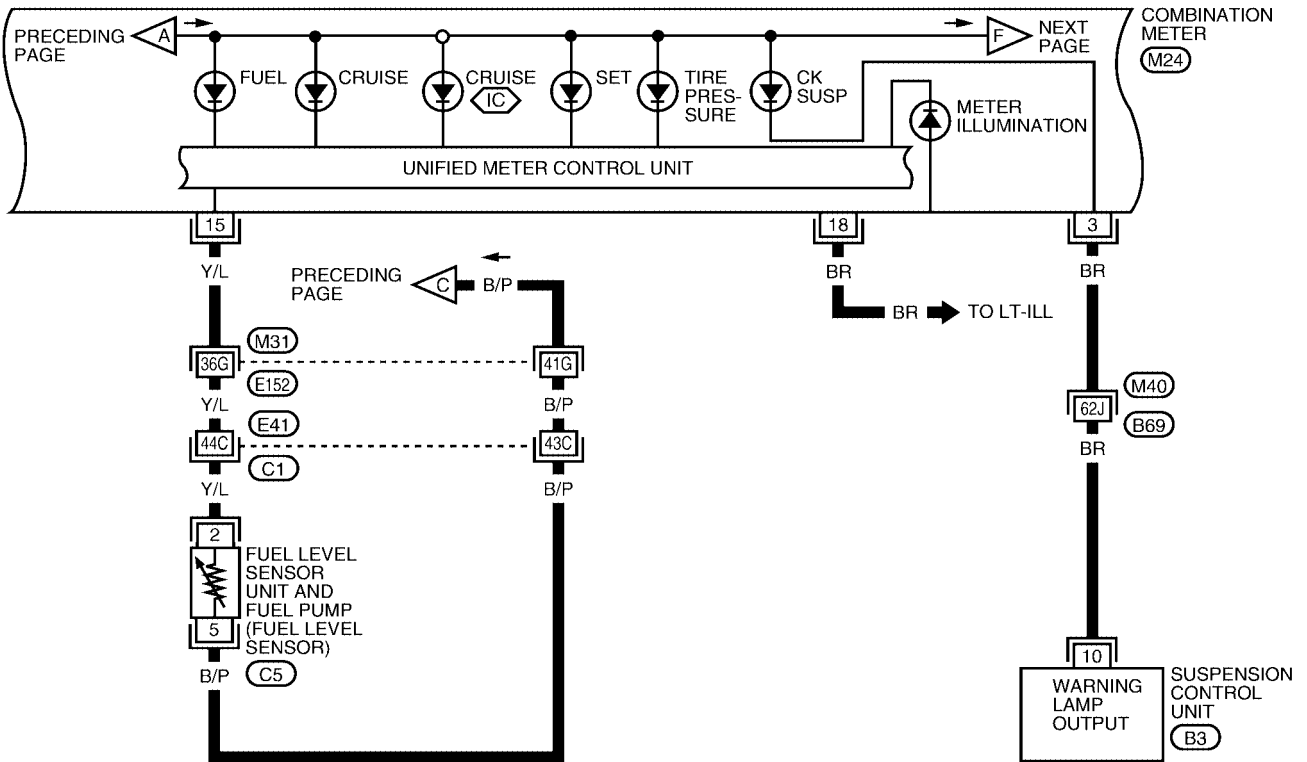 PRECEDING
PAGE
A
F
NEXT
PAGE
COMBINATION
METER
M24
FUEL
CRUISE
CRUISE
IC
SET
TIRE
PRES-
SURE
CK
SUSP
METER
ILLUMINATION
UNIFIED METER CONTROL UNIT
15
18
3
Y/L
PRECEDING
PAGE
C
B/P
BR
BR
BR
TO LT-ILL
M31
36G
41G
E152
Y/L
B/P
M40
62J
B69
E41
44C
43C
C1
BR
Y/L
B/P
2
FUEL LEVEL
SENSOR
UNIT AND
FUEL PUMP
(FUEL LEVEL
SENSOR)
5
B/P
C5
10
WARNING
LAMP
OUTPUT
SUSPENSION
CONTROL
UNIT
B3